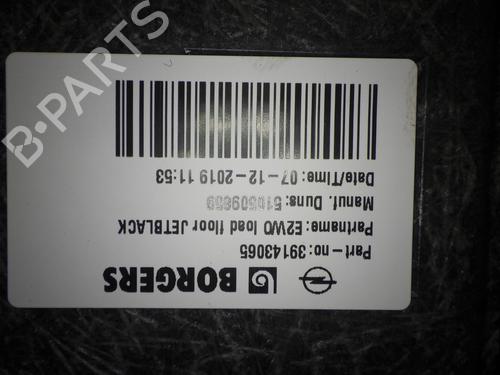 BORGERS
Part-no: 39143065
Partname: E2WO load floor JETBLACK
Manuf. Duns: 510509859
Date/Time: 07-12-2019 11:53
B-PARTS